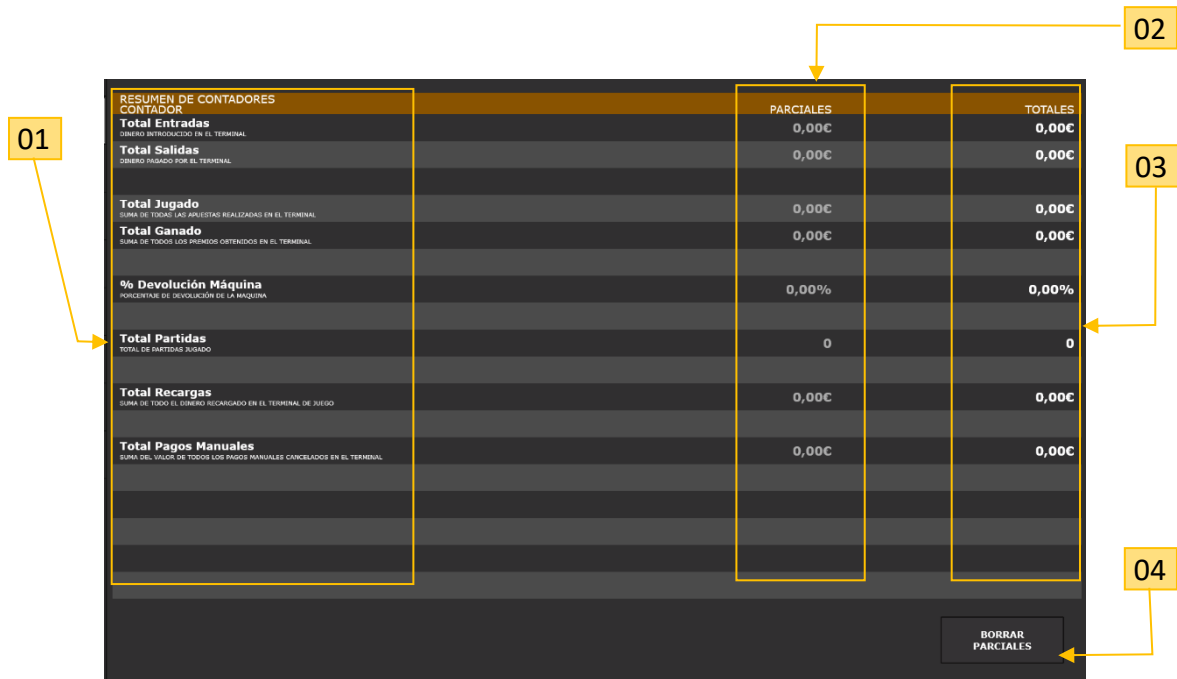 02
RESUMEN DE CONTADORES
CONTADOR PARCIALES TOTALES
Total Entradas 0,00€ 0,00€
DINERO INTRODUCIDO EN EL TERMINAL
01
Total Salidas 0,00€ 0,00€
DINERO PAGADO POR EL TERMINAL
03
Total Jugado 0,00€ 0,00€
SUMA DE TODAS LAS APUESTAS REALIZADAS EN EL TERMINAL
Total Ganado 0,00€ 0,00€
SUMA DE TODOS LOS PREMIOS OBTENIDOS EN EL TERMINAL
% Devolución Máquina 0,00% 0,00%
PORCENTAJE DE DEVOLUCIÓN DE LA MAQUINA
Total Partidas 0 0
TOTAL DE PARTIDAS JUGADO
Total Recargas 0,00€ 0,00€
SUMA DE TODO EL DINERO RECARGADO EN EL TERMINAL DE JUEGO
Total Pagos Manuales 0,00€ 0,00€
SUMA DEL VALOR DE TODOS LOS PAGOS MANUALES CANCELADOS EN EL TERMINAL
04
BORRAR
PARCIALES